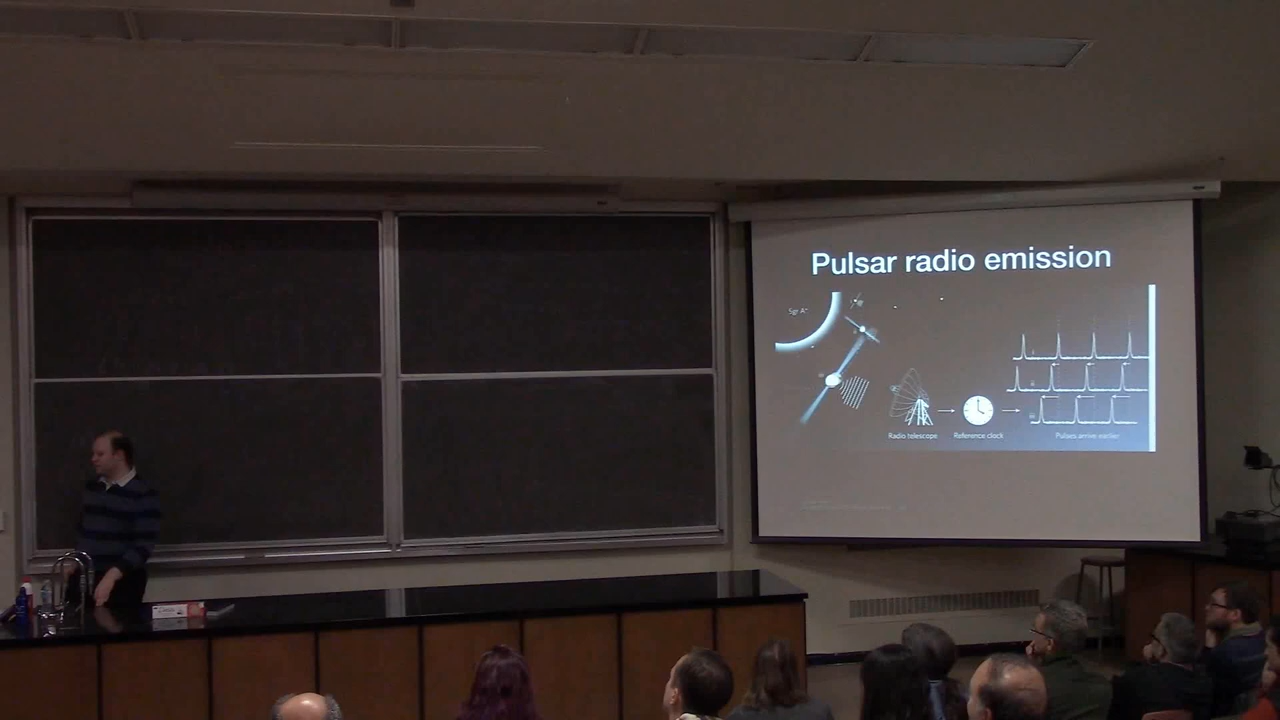 Pulsar radio emission
Sgr A*
Radio telescope
Reference clock
Pulses arrive earlier